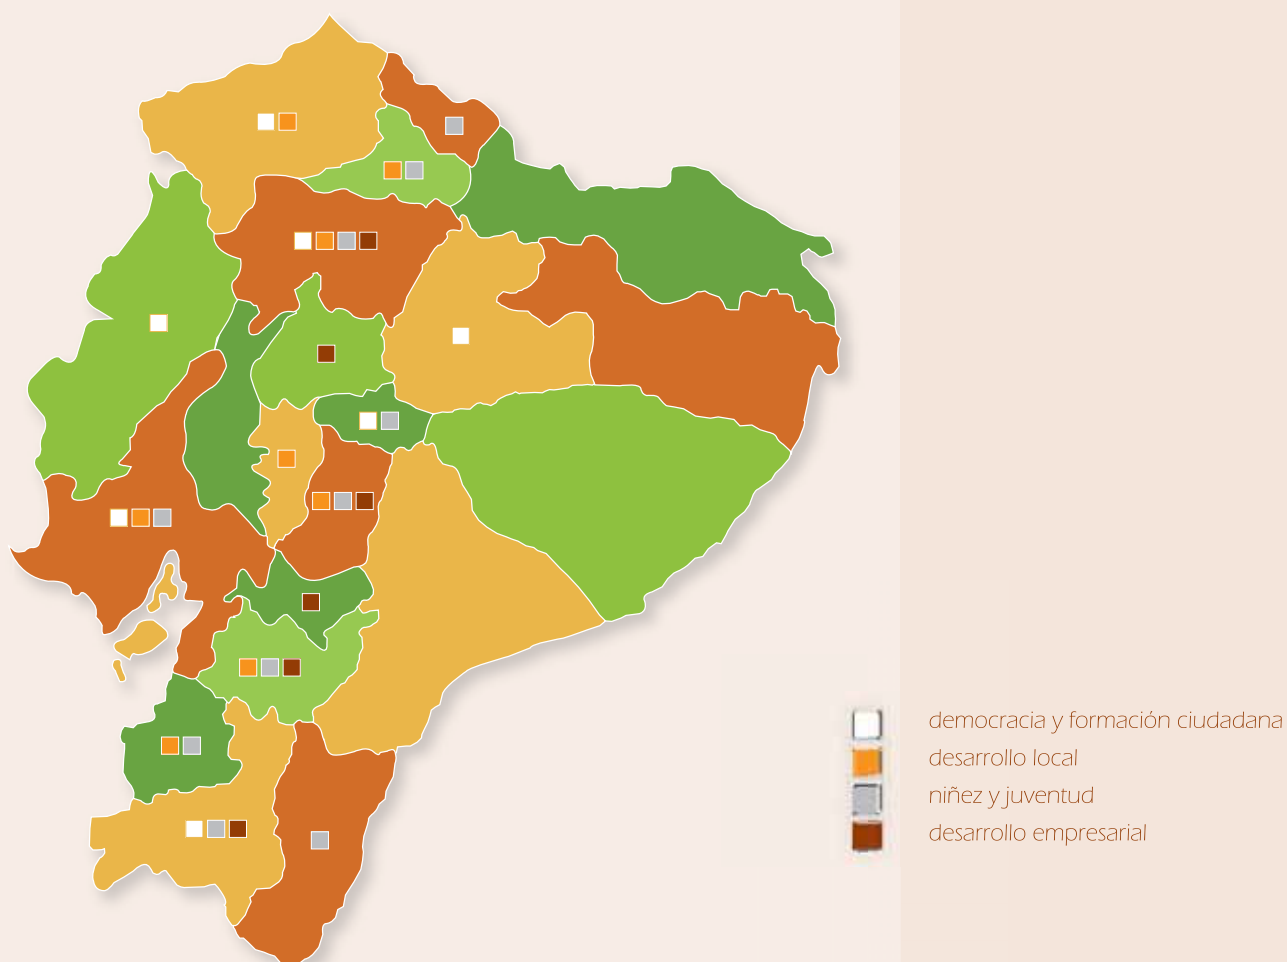 democracia y formación ciudadana
desarrollo local
niñez y juventud
desarrollo empresarial